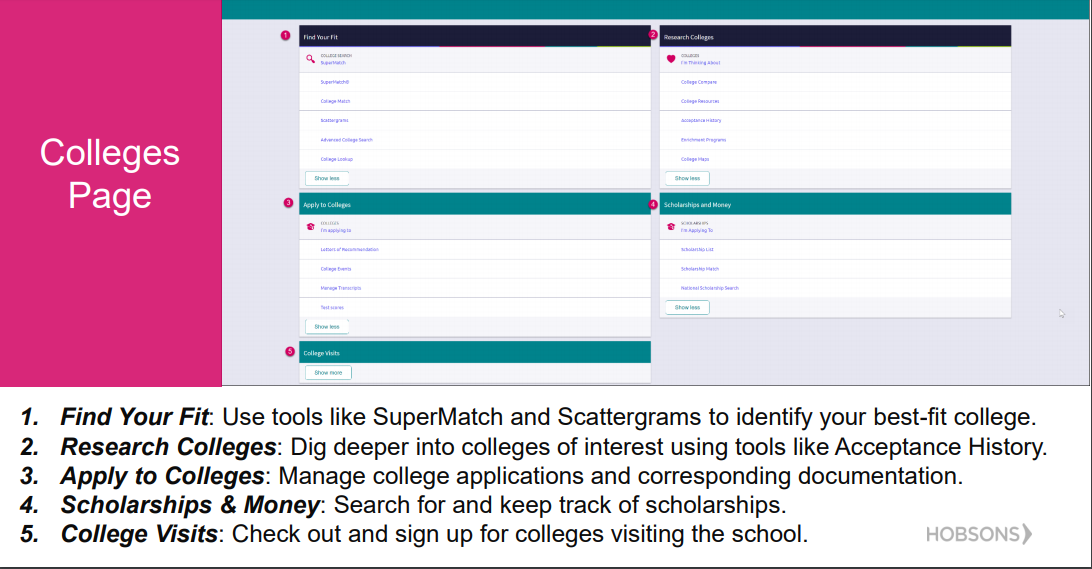 Colleges
Page
1
Find Your Fit
COLLEGE SEARCH
SuperMatch
SuperMatch®
College Match
Scattergrams
Advanced College Search
College Lookup
Show less
2
Research Colleges
COLLEGES
I'm Thinking About
College Compare
College Resources
Acceptance History
Enrichment Programs
College Maps
Show less
3
Apply to Colleges
COLLEGES
I'm applying to
Letters of Recommendation
College Events
Manage Transcripts
Test scores
Show less
4
Scholarships and Money
SCHOLARSHIPS
I'm Applying To
Scholarship List
Scholarship Match
National Scholarship Search
Show less
5
College Visits
Show more
1. Find Your Fit: Use tools like SuperMatch and Scattergrams to identify your best-fit college.
2. Research Colleges: Dig deeper into colleges of interest using tools like Acceptance History.
3. Apply to Colleges: Manage college applications and corresponding documentation.
4. Scholarships & Money: Search for and keep track of scholarships.
5. College Visits: Check out and sign up for colleges visiting the school.
HOBSONS